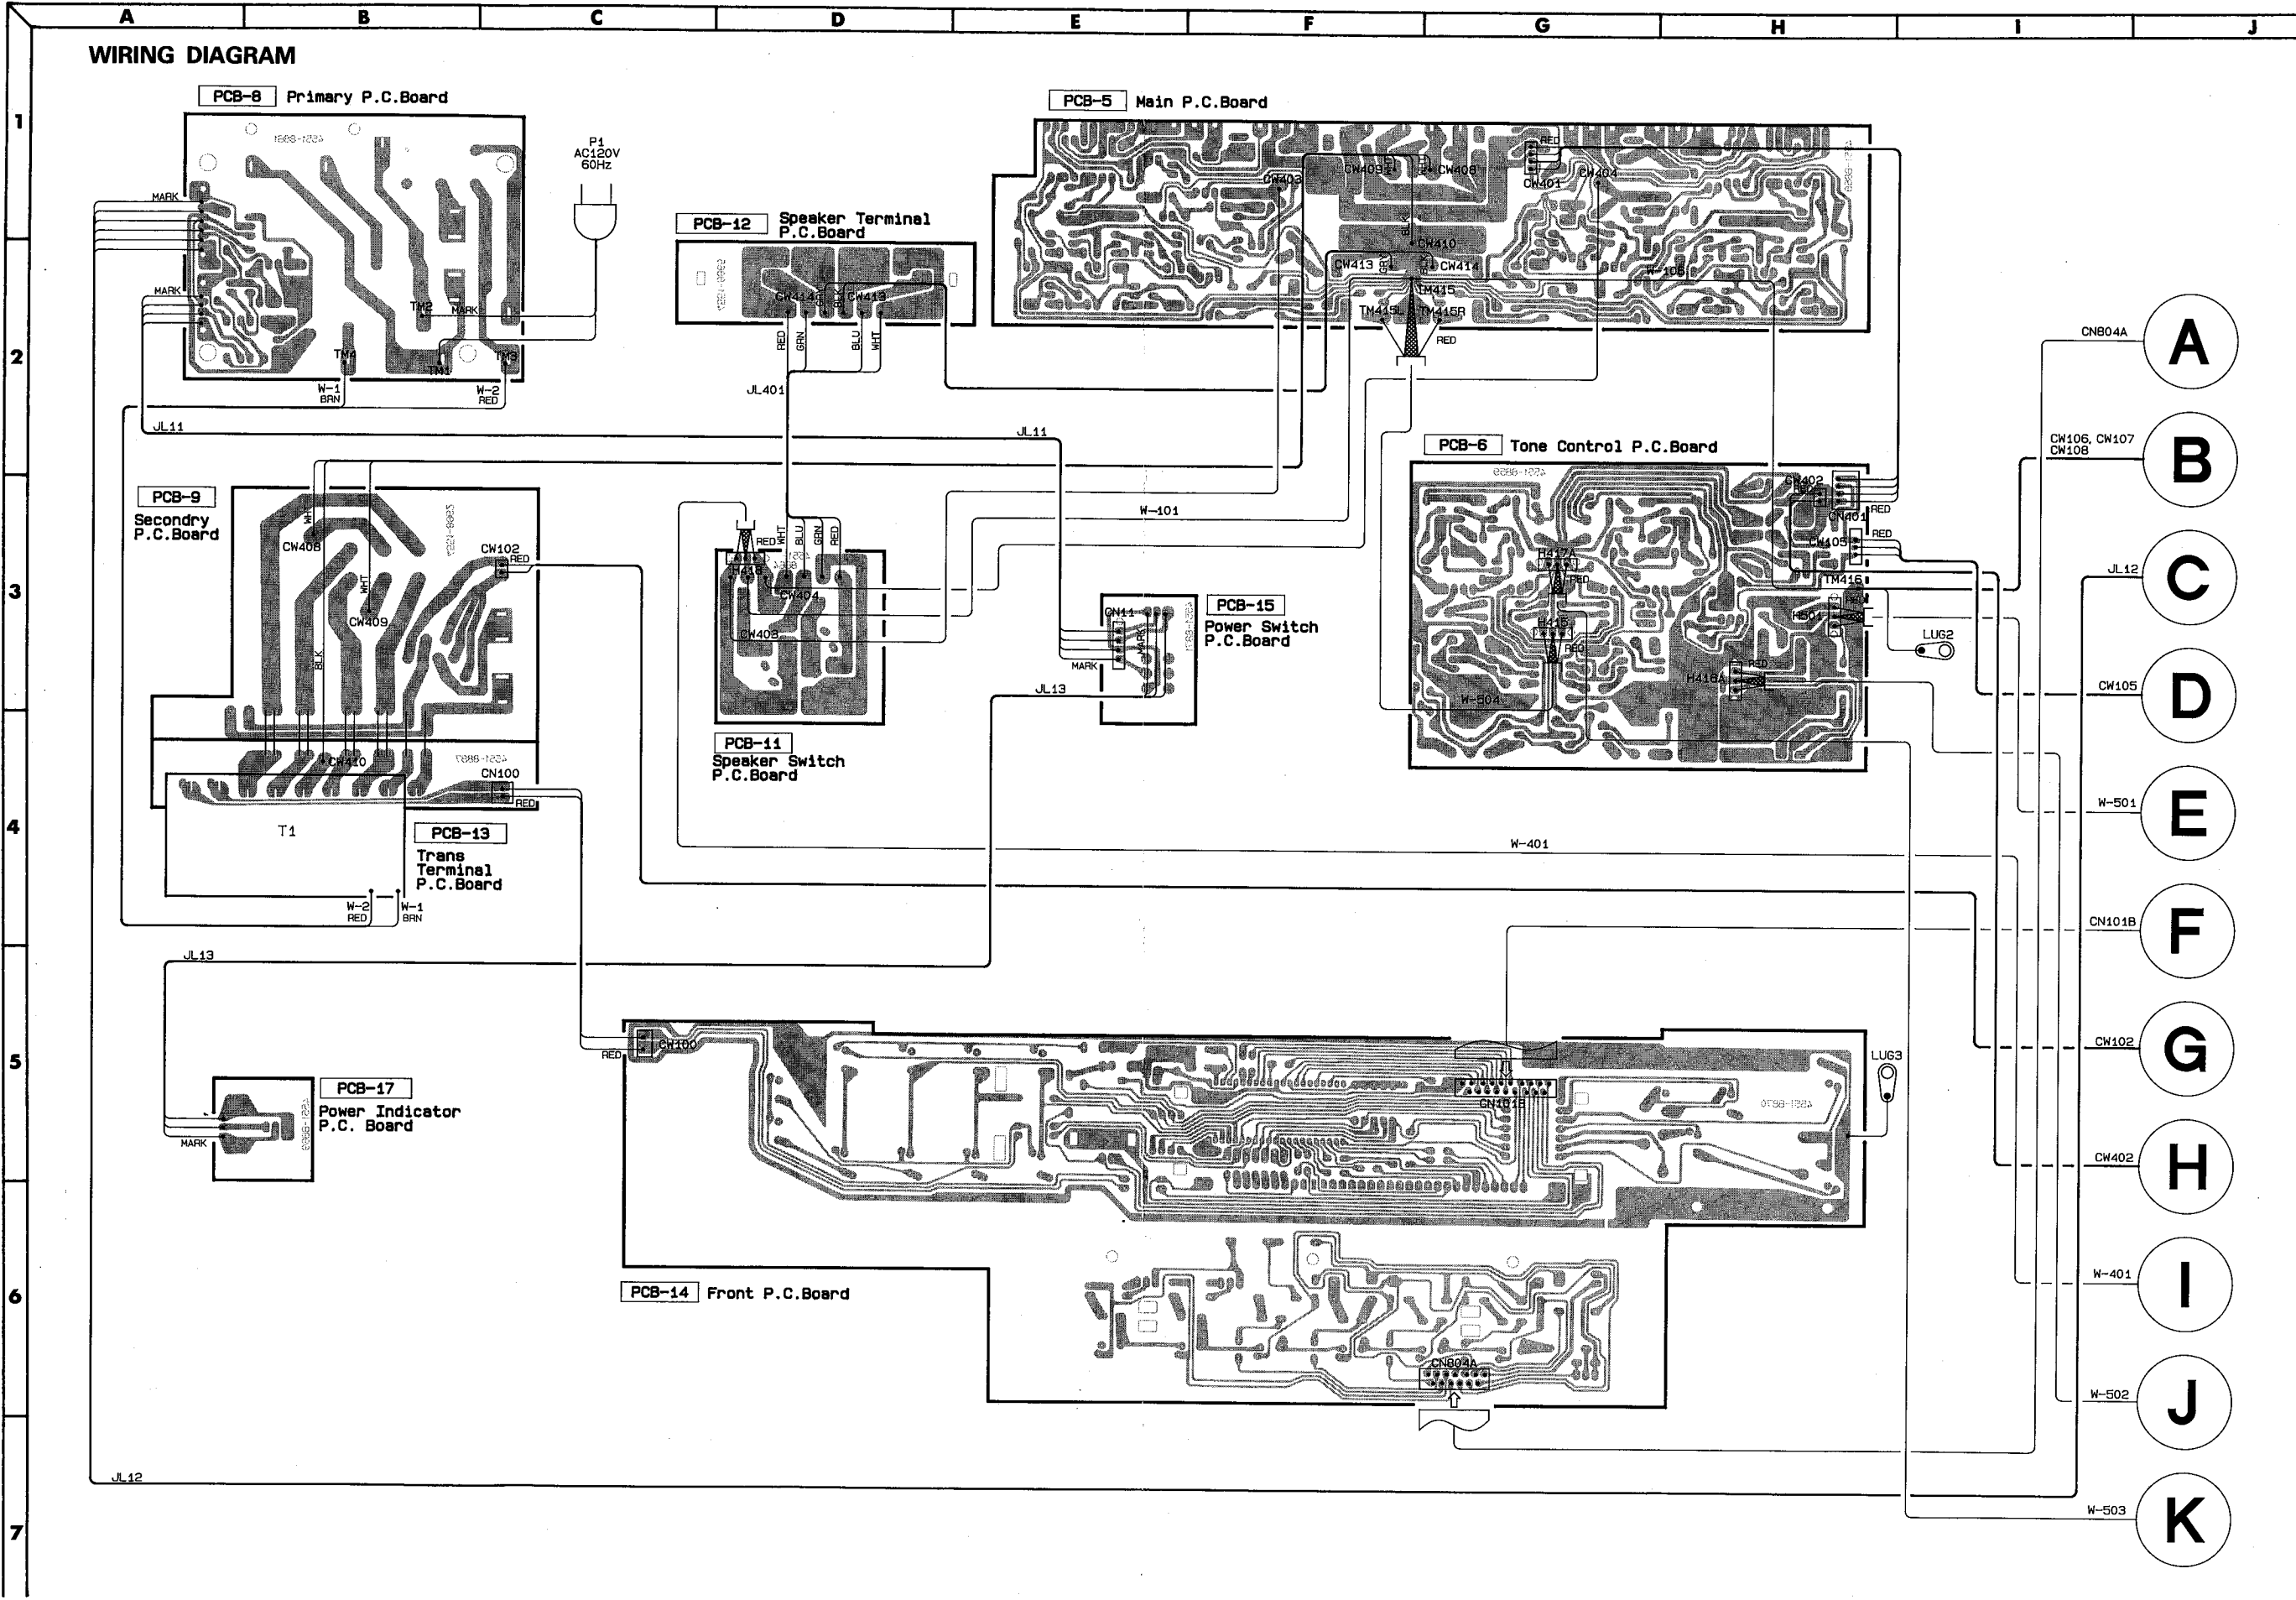 A B C D E F G H I J
WIRING DIAGRAM
1
2
3
4
5
6
7
PCB-8 Primary P.C.Board
MARK
MARK
TM2
MARK
TM4
TM1
TM3
W-1
BRN
W-2
RED
P1
AC120V
60Hz
JL11
JL11
PCB-12 Speaker Terminal
P.C.Board
CW414
CW413
RED
GRN
BLU
WHT
JL401
PCB-5 Main P.C.Board
CW403
CW409
CW408
RED
CW401
CW404
BLK
CW410
CW413
GRY
BLK
CW414
W-106
TM415
TM415L
TM415R
RED
PCB-9
Secondry
P.C.Board
WHT
CW408
CW102
RED
WHT
CW409
BLK
CW410
CN100
RED
T1
PCB-13
Trans
Terminal
P.C.Board
W-2
RED
W-1
BRN
RED
WHT
BLU
GRN
RED
H418
CW404
CW403
PCB-11
Speaker Switch
P.C.Board
W-101
CN11
MARK
MARK
PCB-15
Power Switch
P.C.Board
JL13
PCB-6 Tone Control P.C.Board
CW402
CN401
RED
RED
CW105
H417A
RED
TM416
H415
RED
H501
RED
H416A
W-504
LUG2
W-401
JL13
PCB-17
Power Indicator
P.C. Board
MARK
RED
CW100
CN101B
4551-8870
LUG3
PCB-14 Front P.C.Board
CN804A
JL12
CN804A
A
CW106, CW107
CW108
B
JL12
C
CW105
D
W-501
E
CN101B
F
CW102
G
CW402
H
W-401
I
W-502
J
W-503
K